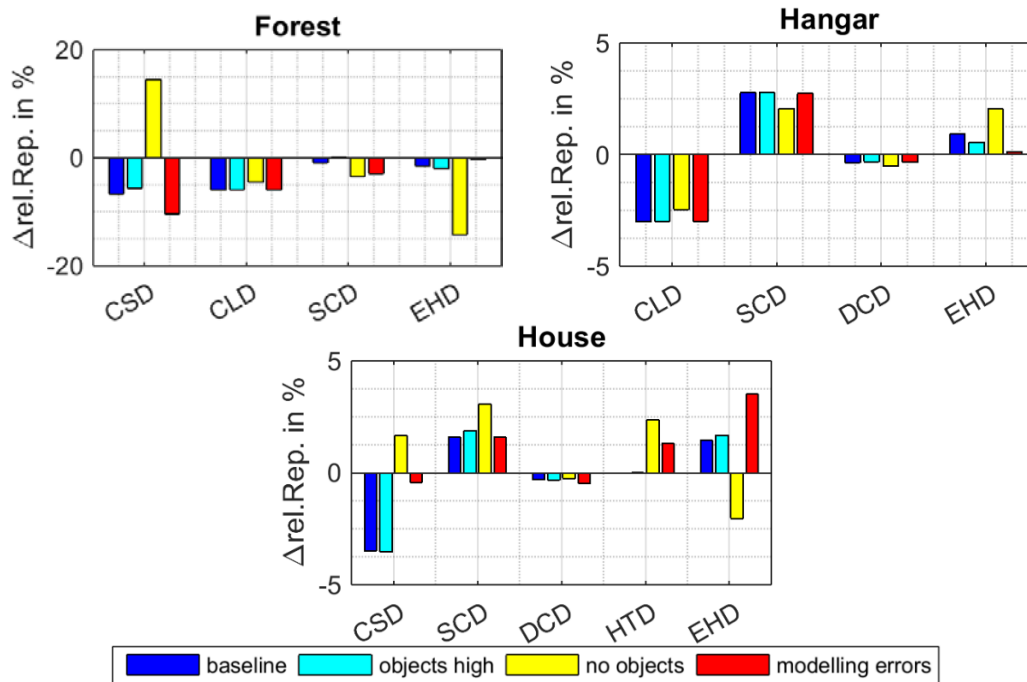 Forest
Δrel.Rep. in %
20
0
-20
CSD CLD SCD EHD
Hangar
Δrel.Rep. in %
5
0
-5
CLD SCD DCD EHD
House
Δrel.Rep. in %
5
0
-5
CSD SCD DCD HTD EHD
baseline objects high no objects modelling errors